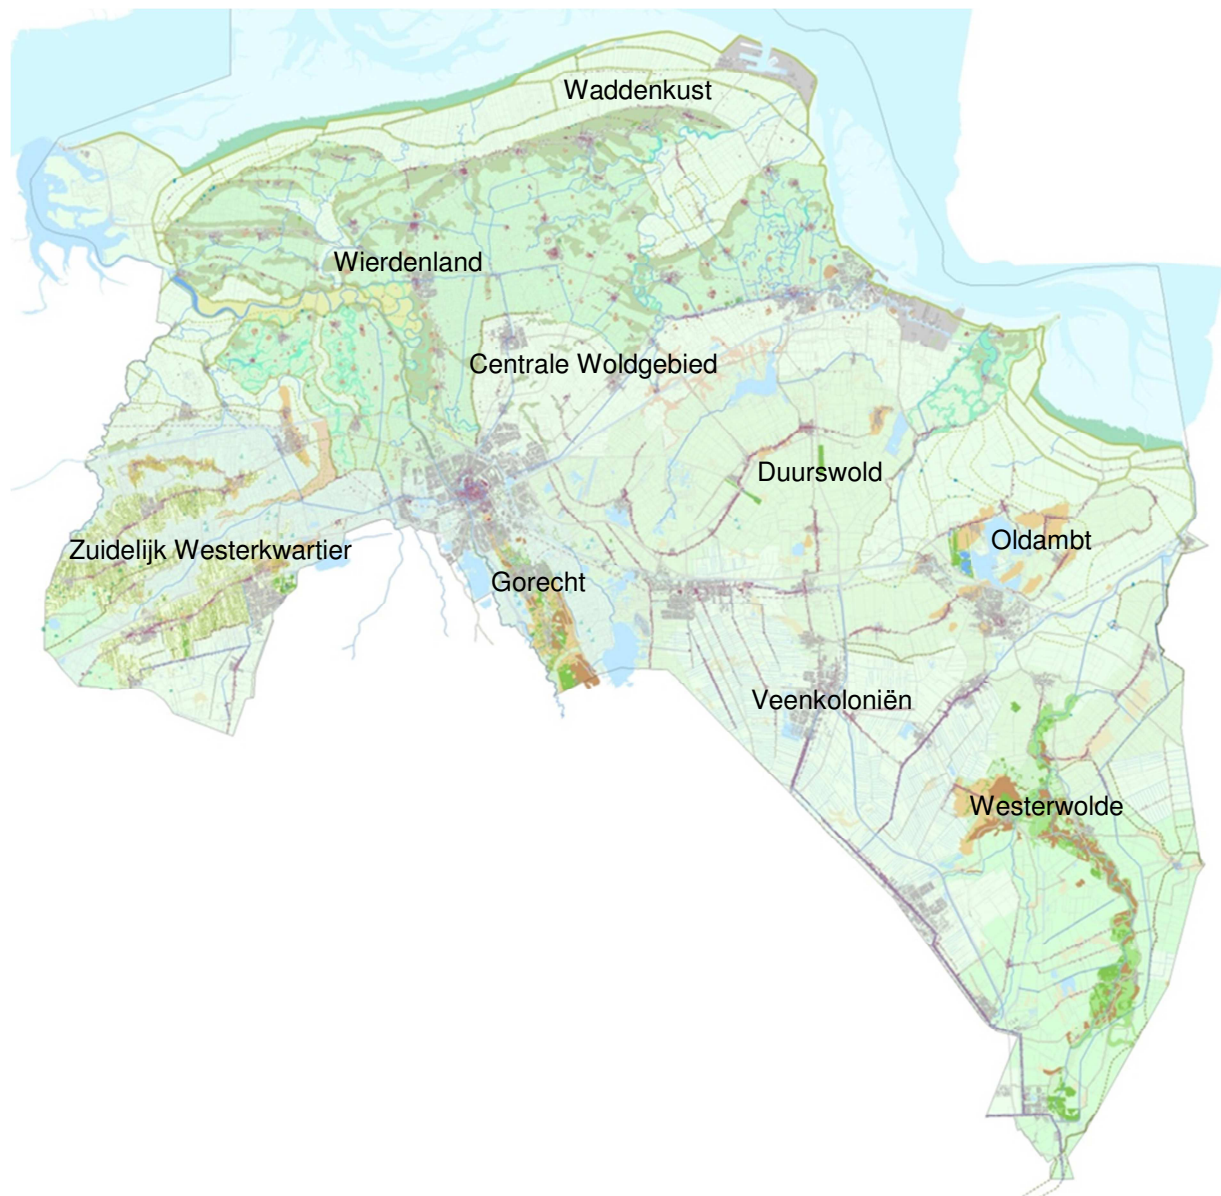 Waddenkust
Wierdenland
Centrale Woldgebied
Duurswold
Oldambt
Zuidelijk Westerkwartier
Gorecht
Veenkoloniën
Westerwolde